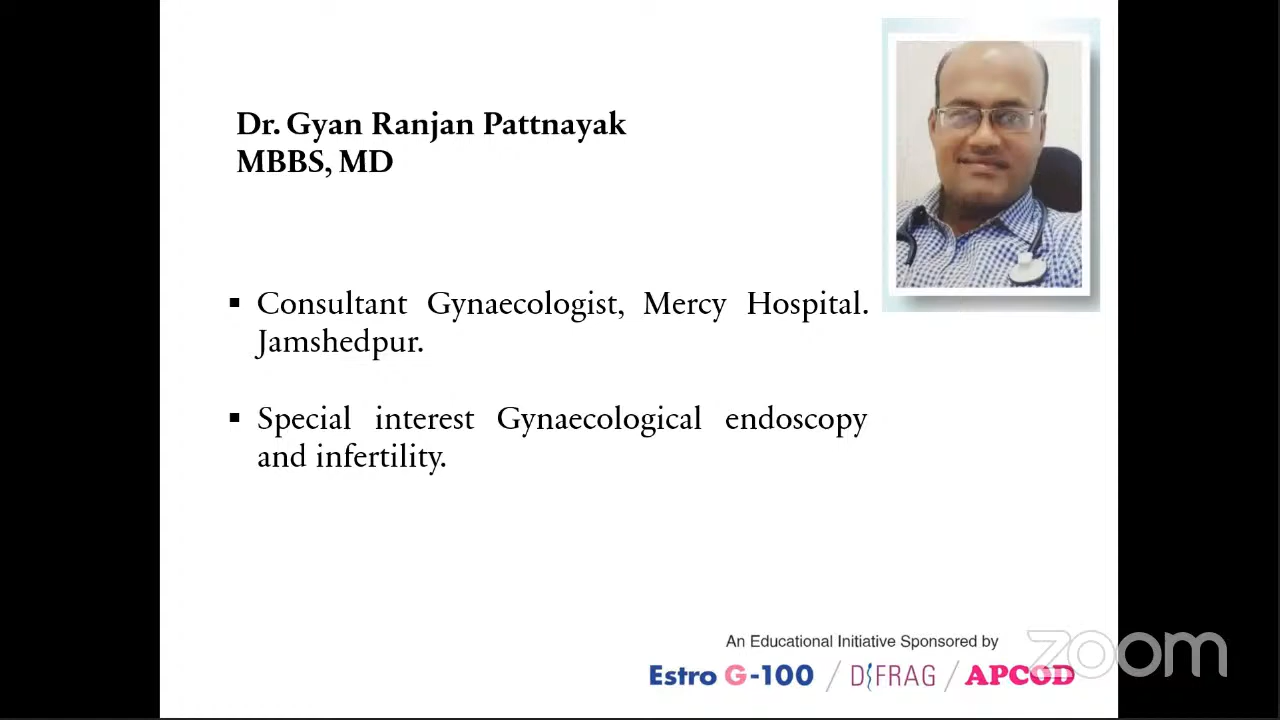 Dr. Gyan Ranjan Pattnayak
MBBS, MD
▪ Consultant Gynaecologist, Mercy Hospital.
Jamshedpur.
▪ Special interest Gynaecological endoscopy
and infertility.
An Educational Initiative Sponsored by
Estro G-100 / DIFRAG / APCOD
zoom